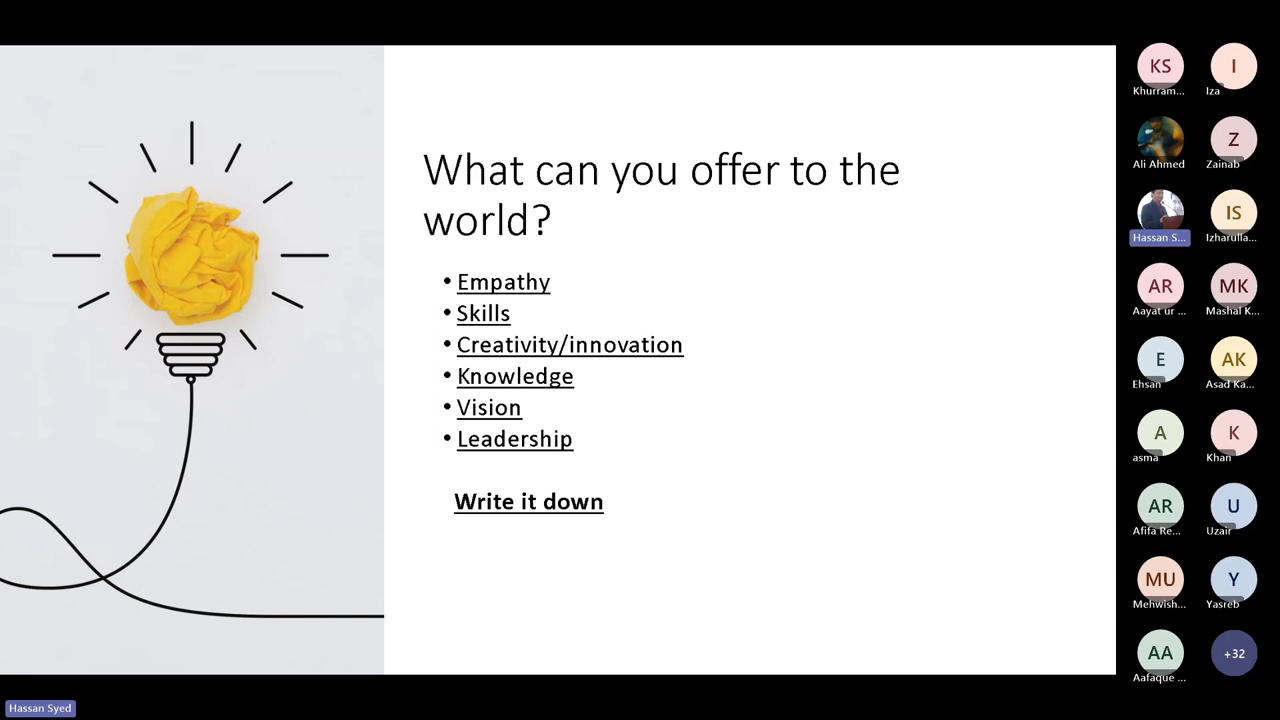 What can you offer to the
world?
• Empathy
• Skills
• Creativity/innovation
• Knowledge
• Vision
• Leadership
Write it down
KS
Khurram...
I
Iza
Ali Ahmed
Z
Zainab
Hassan S...
IS
Izharulla...
AR
Aayat ur ...
MK
Mashal K...
E
Ehsan
AK
Asad Ka...
A
asma
K
Khan
AR
Afifa Re...
U
Uzair
MU
Mehwish...
Y
Yasreb
AA
Aafaque ...
+32
Hassan Syed